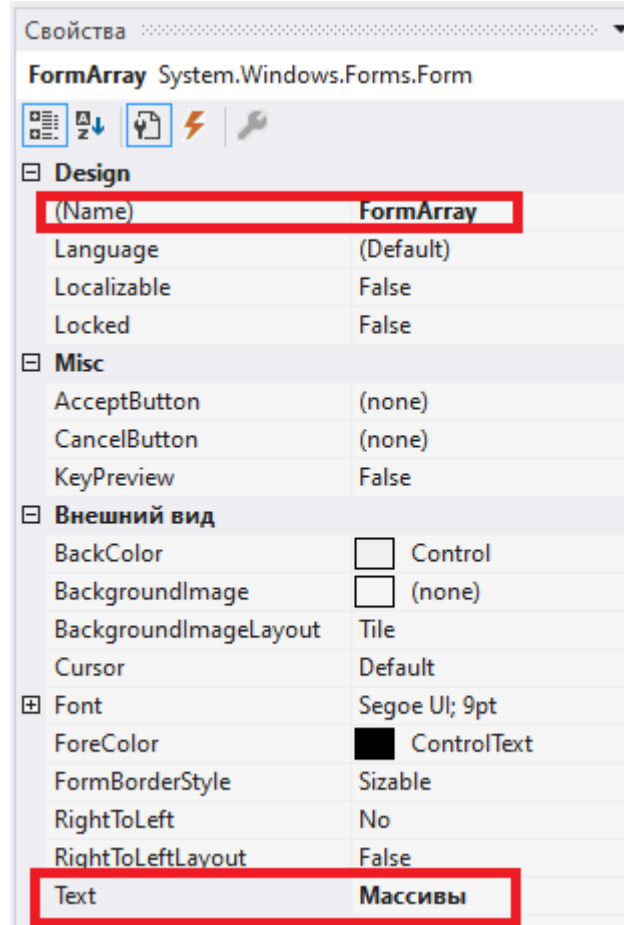 Свойства
FormArray System.Windows.Forms.Form
Design
(Name) FormArray
Language (Default)
Localizable False
Locked False
Misc
AcceptButton (none)
CancelButton (none)
KeyPreview False
Внешний вид
BackColor Control
BackgroundImage (none)
BackgroundImageLayout Tile
Cursor Default
Font Segoe UI; 9pt
ForeColor ControlText
FormBorderStyle Sizable
RightToLeft No
RightToLeftLayout False
Text Массивы